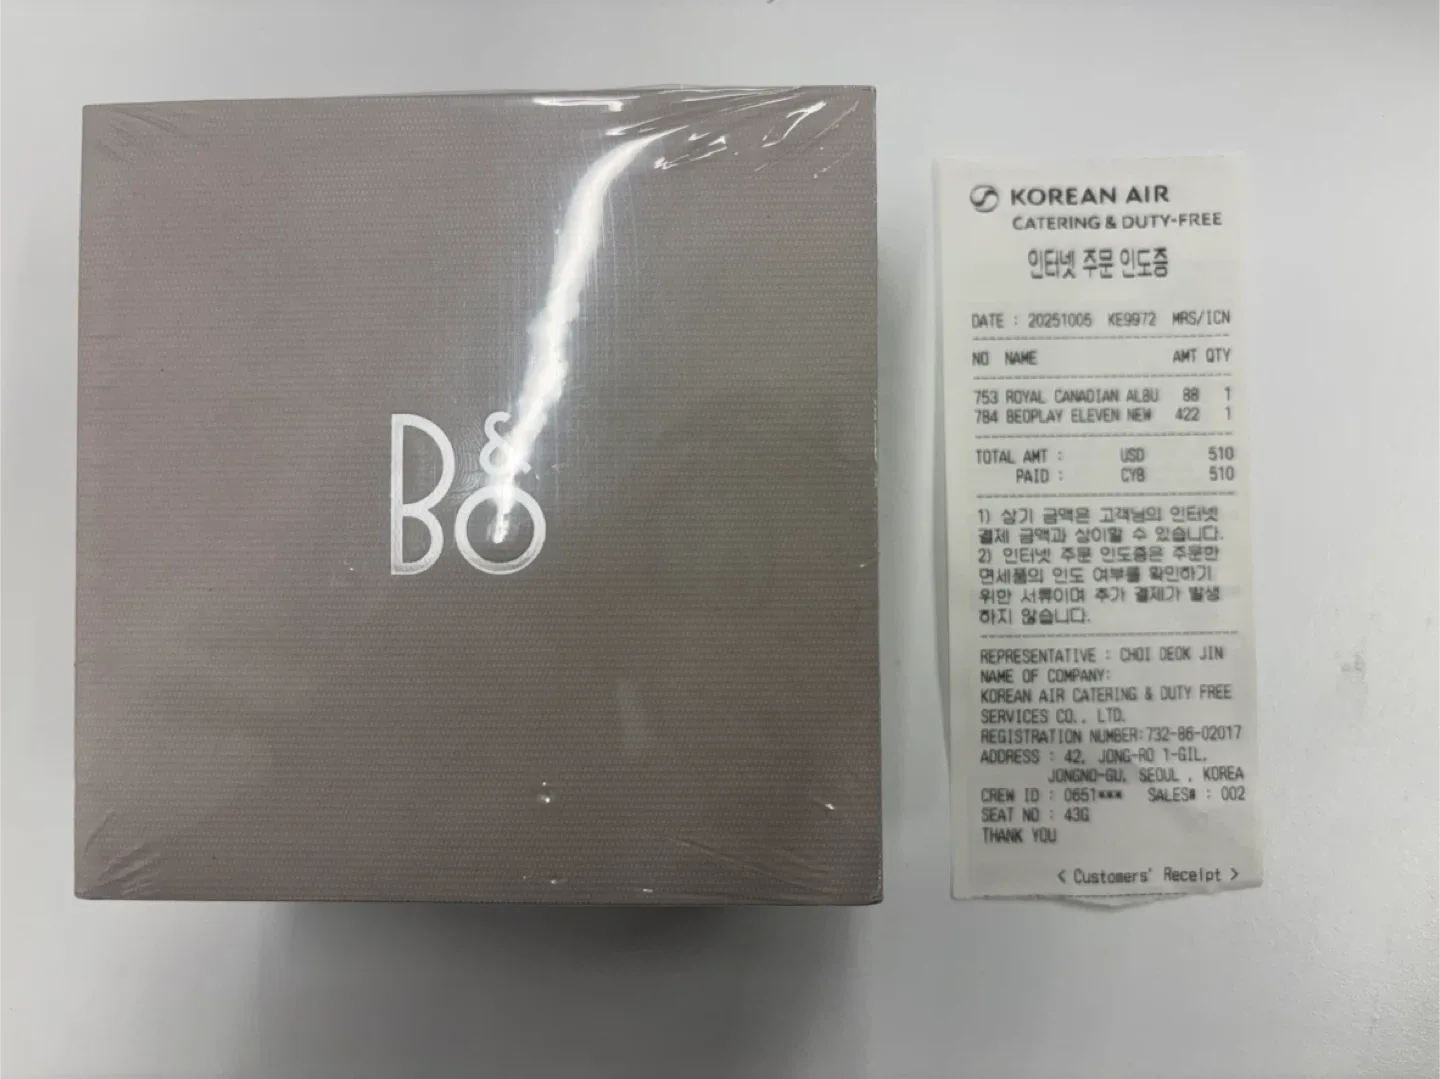 B&O
KOREAN AIR
CATERING & DUTY-FREE
인터넷 주문 인도증
DATE : 20251005 KE9972 MRS/ICN
NO NAME AMT QTY
753 ROYAL CANADIAN ALBU 88 1
784 BEOPLAY ELEVEN NEW 422 1
TOTAL AMT : USD 510
PAID : CYB 510
1) 상기 금액은 고객님의 인터넷
결제 금액과 상이할 수 있습니다.
2) 인터넷 주문 인도증은 주문한
면세품의 인도 여부를 확인하기
위한 서류이며 추가 결제가 발생
하지 않습니다.
REPRESENTATIVE : CHOI DEOK JIN
NAME OF COMPANY:
KOREAN AIR CATERING & DUTY FREE
SERVICES CO., LTD.
REGISTRATION NUMBER:732-86-02017
ADDRESS : 42, JONG-RO 1-GIL,
JONGNO-GU, SEOUL , KOREA
CREW ID : 0651*** SALES# : 002
SEAT NO : 43G
THANK YOU
< Customers' Receipt >